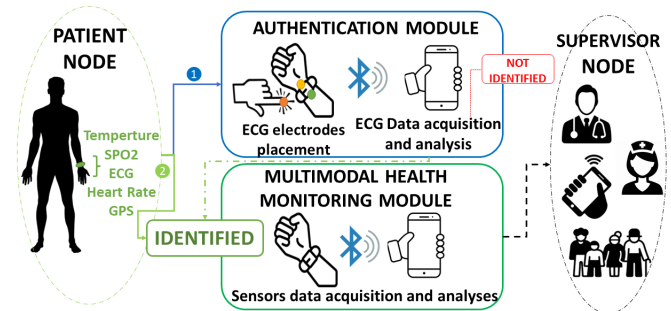 PATIENT
NODE
Temperture
SPO2
ECG
Heart Rate
GPS
1
2
AUTHENTICATION MODULE
NOT
IDENTIFIED
ECG electrodes
placement
ECG Data acquisition
and analysis
IDENTIFIED
MULTIMODAL HEALTH
MONITORING MODULE
Sensors data acquisition and analyses
SUPERVISOR
NODE